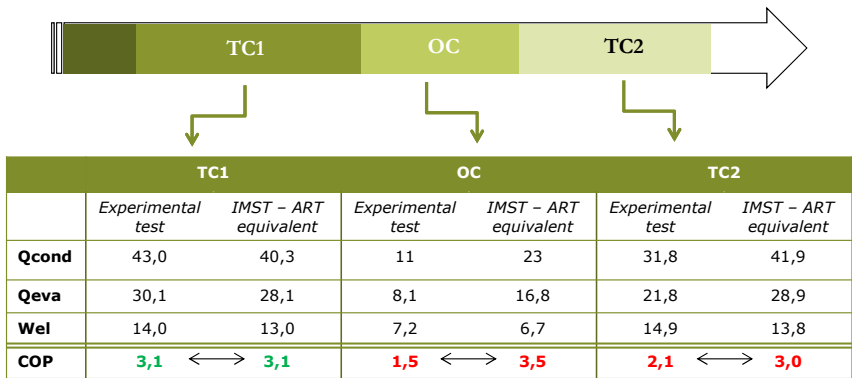 TC1 OC TC2
TC1 OC TC2
Experimental test IMST – ART equivalent Experimental test IMST – ART equivalent Experimental test IMST – ART equivalent
Qcond 43,0 40,3 11 23 31,8 41,9
Qeva 30,1 28,1 8,1 16,8 21,8 28,9
Wel 14,0 13,0 7,2 6,7 14,9 13,8
COP 3,1 3,1 1,5 3,5 2,1 3,0